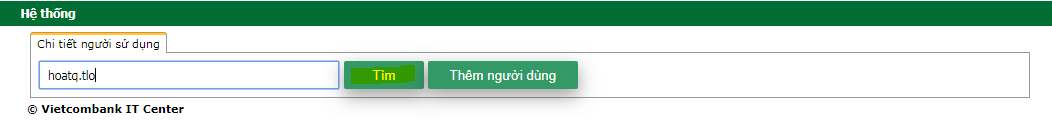 Hệ thống
Chi tiết người sử dụng
hoatq.tlo
Tìm
Thêm người dùng
© Vietcombank IT Center